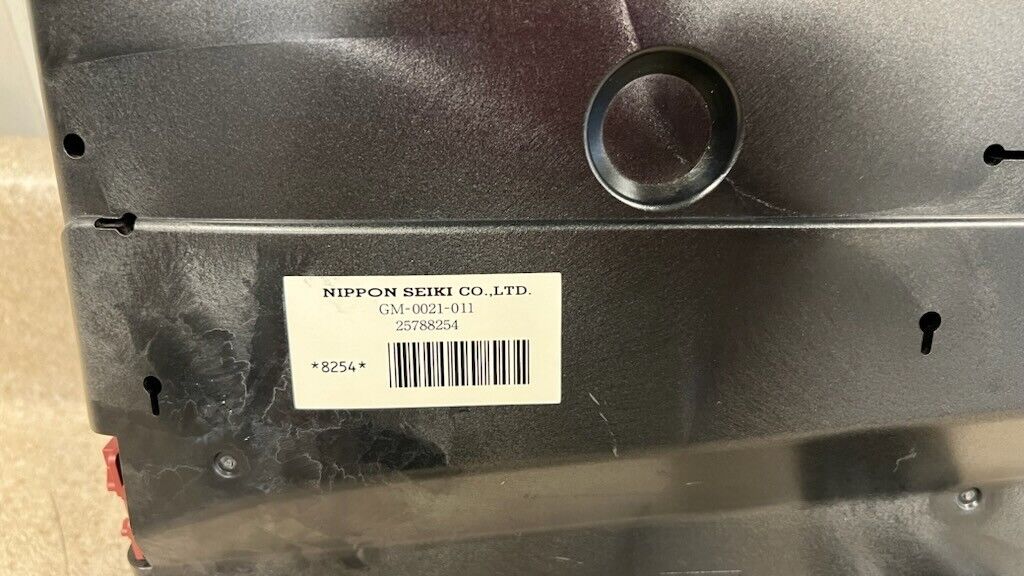 NIPPON SEIKI CO.,LTD.
GM-0021-011
25788254
*8254*